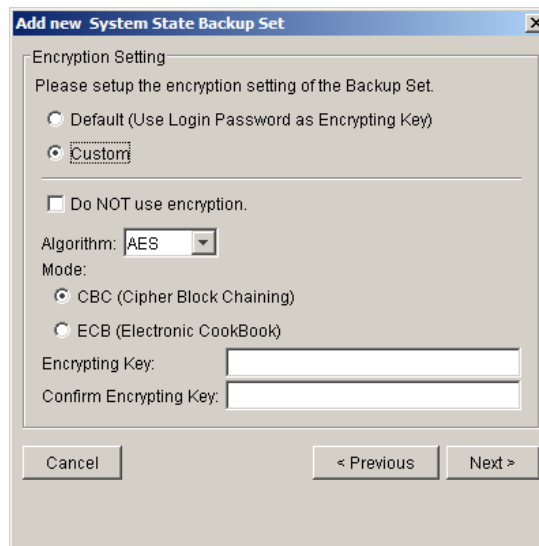 Add new System State Backup Set
Encryption Setting
Please setup the encryption setting of the Backup Set.
Default (Use Login Password as Encrypting Key)
Custom
Do NOT use encryption.
Algorithm: AES
Mode:
CBC (Cipher Block Chaining)
ECB (Electronic CookBook)
Encrypting Key:
Confirm Encrypting Key:
Cancel < Previous Next >